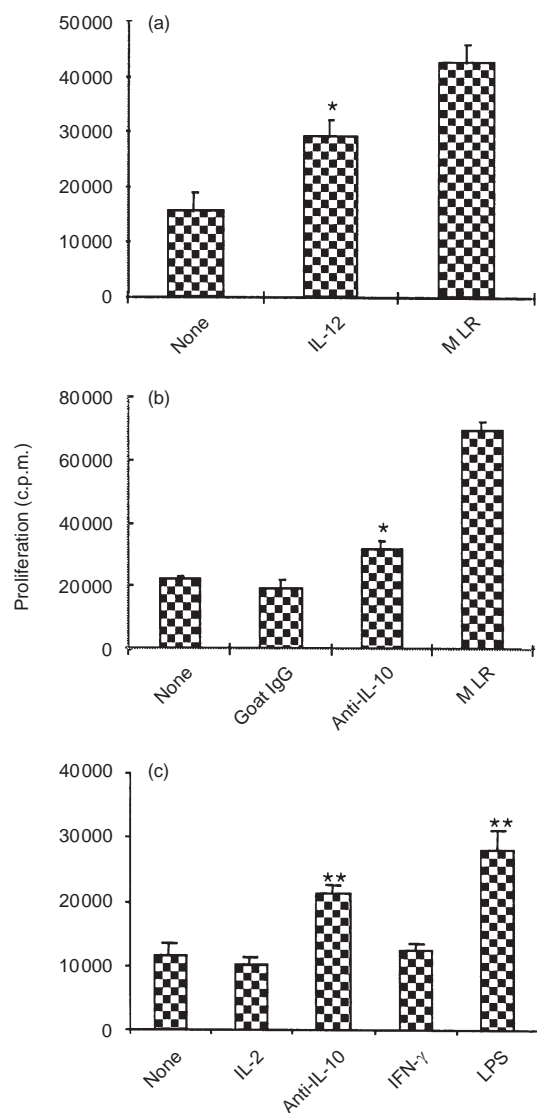 (a)
50000
40000
30000
20000
10000
0
*
None
IL-12
M LR
(b)
80000
60000
40000
20000
0
*
None
Goat IgG
Anti-IL-10
M LR
Proliferation (c.p.m.)
(c)
40000
30000
20000
10000
0
**
**
None
IL-2
Anti-IL-10
IFN-γ
LPS